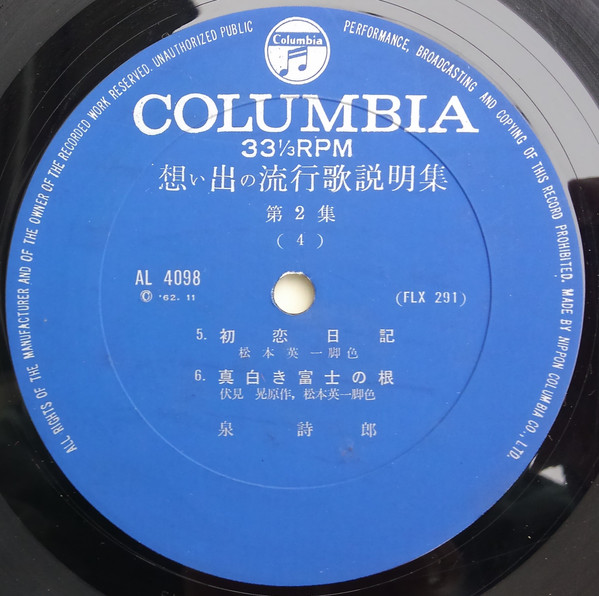 ALL RIGHTS OF THE MANUFACTURER AND OF THE OWNER OF THE RECORDED WORK RESERVED. UNAUTHORIZED PUBLIC PERFORMANCE, BROADCASTING AND COPYING OF THIS RECORD PROHIBITED. MADE BY NIPPON COLUMBIA CO., LTD.
Columbia
COLUMBIA
33⅓RPM
想い出の流行歌説明集
第2集
(4)
AL 4098
Ⓒ '62. 11
(FLX 291)
5. 初恋日記
松本英一脚色
6. 真白き富士の根
伏見 晃原作, 松本英一脚色
泉詩郎